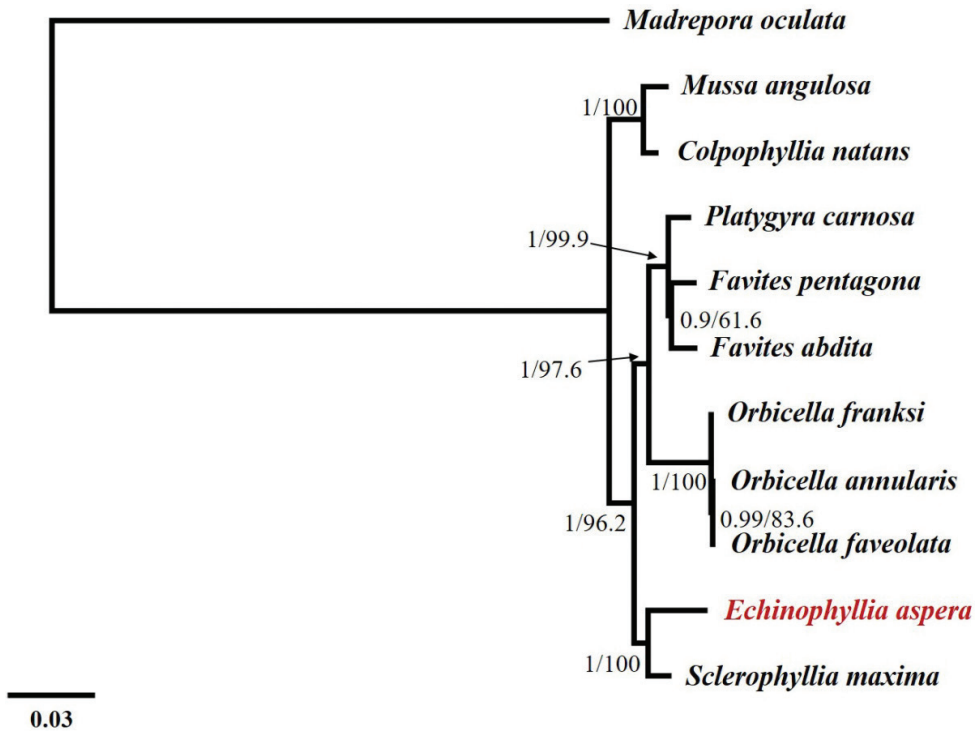 Madrepora oculata
Mussa angulosa
1/100
Colpophyllia natans
Platygyra carnosa
1/99.9
Favites pentagona
0.9/61.6
Favites abdita
1/97.6
Orbicella franksi
1/100
Orbicella annularis
0.99/83.6
1/96.2
Orbicella faveolata
Echinophyllia aspera
1/100
Sclerophyllia maxima
0.03